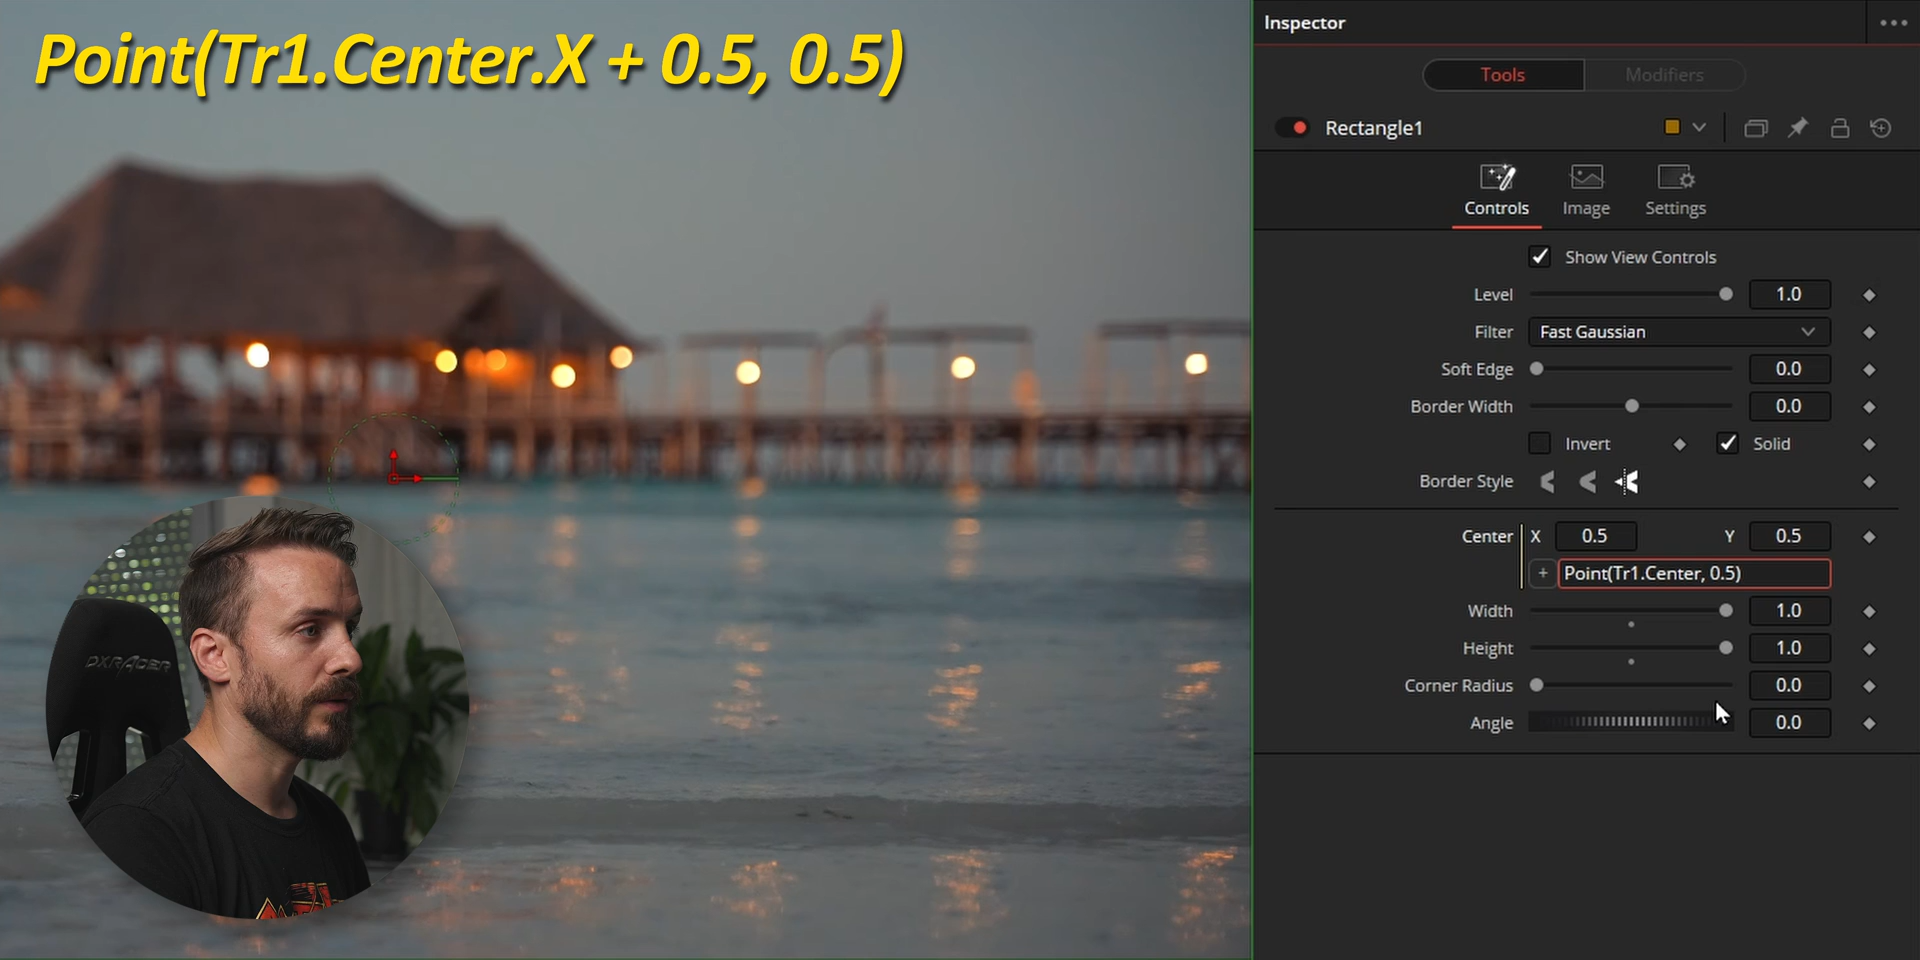 Point(Tr1.Center.X + 0.5, 0.5)
Inspector
Tools
Modifiers
Rectangle1
Controls
Image
Settings
Show View Controls
Level 1.0
Filter Fast Gaussian
Soft Edge 0.0
Border Width 0.0
Invert Solid
Border Style
Center X 0.5 Y 0.5
+ Point(Tr1.Center, 0.5)
Width 1.0
Height 1.0
Corner Radius 0.0
Angle 0.0
DXRACER